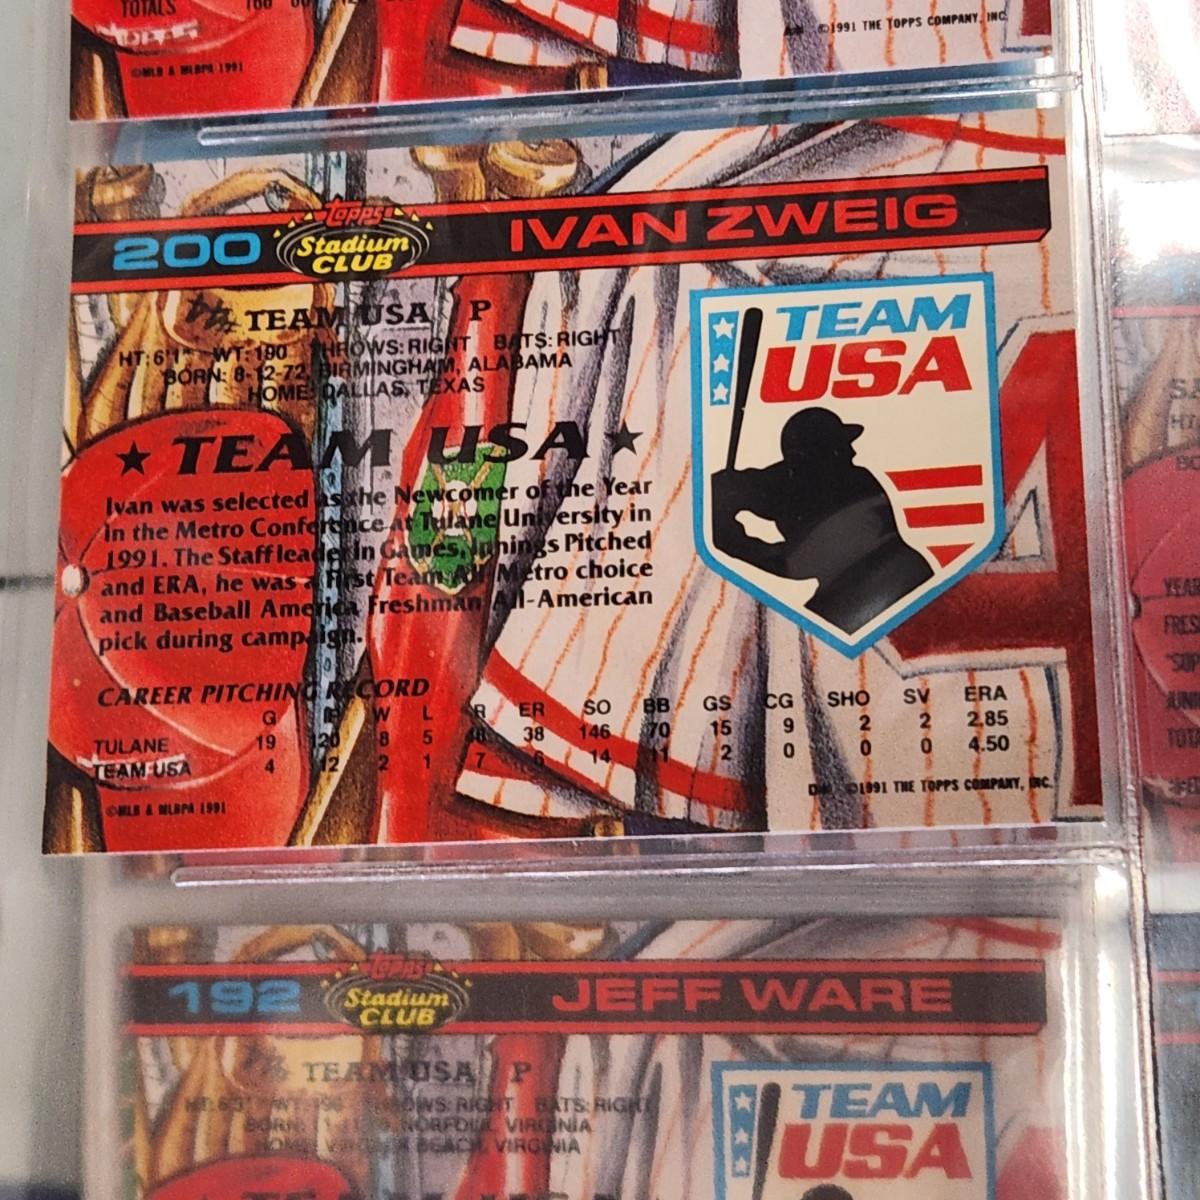 TOTALS
©MLB & MLBPA 1991
©1991 THE TOPPS COMPANY, INC.
200 Topps Stadium CLUB IVAN ZWEIG
TEAM USA P
HT: 6'1" WT: 190 THROWS: RIGHT BATS: RIGHT
BORN: 8-12-72, BIRMINGHAM, ALABAMA
HOME: DALLAS, TEXAS
TEAM USA
★ TEAM USA ★
Ivan was selected as the Newcomer of the Year
in the Metro Conference at Tulane University in
1991. The Staff leader in Games, Innings Pitched
and ERA, he was a First Team All Metro choice
and Baseball America Freshman All-American
pick during campaign.
CAREER PITCHING RECORD
G IP W L R ER SO BB GS CG SHO SV ERA
TULANE 19 120 8 5 38 146 70 15 9 2 2 2.85
TEAM USA 4 12 2 1 7 6 14 11 2 0 0 0 4.50
©MLB & MLBPA 1991
©1991 THE TOPPS COMPANY, INC.
192 Topps Stadium CLUB JEFF WARE
TEAM USA P
THROWS: RIGHT BATS: RIGHT
NORFOLK, VIRGINIA
HOME: VIRGINIA BEACH, VIRGINIA
TEAM USA